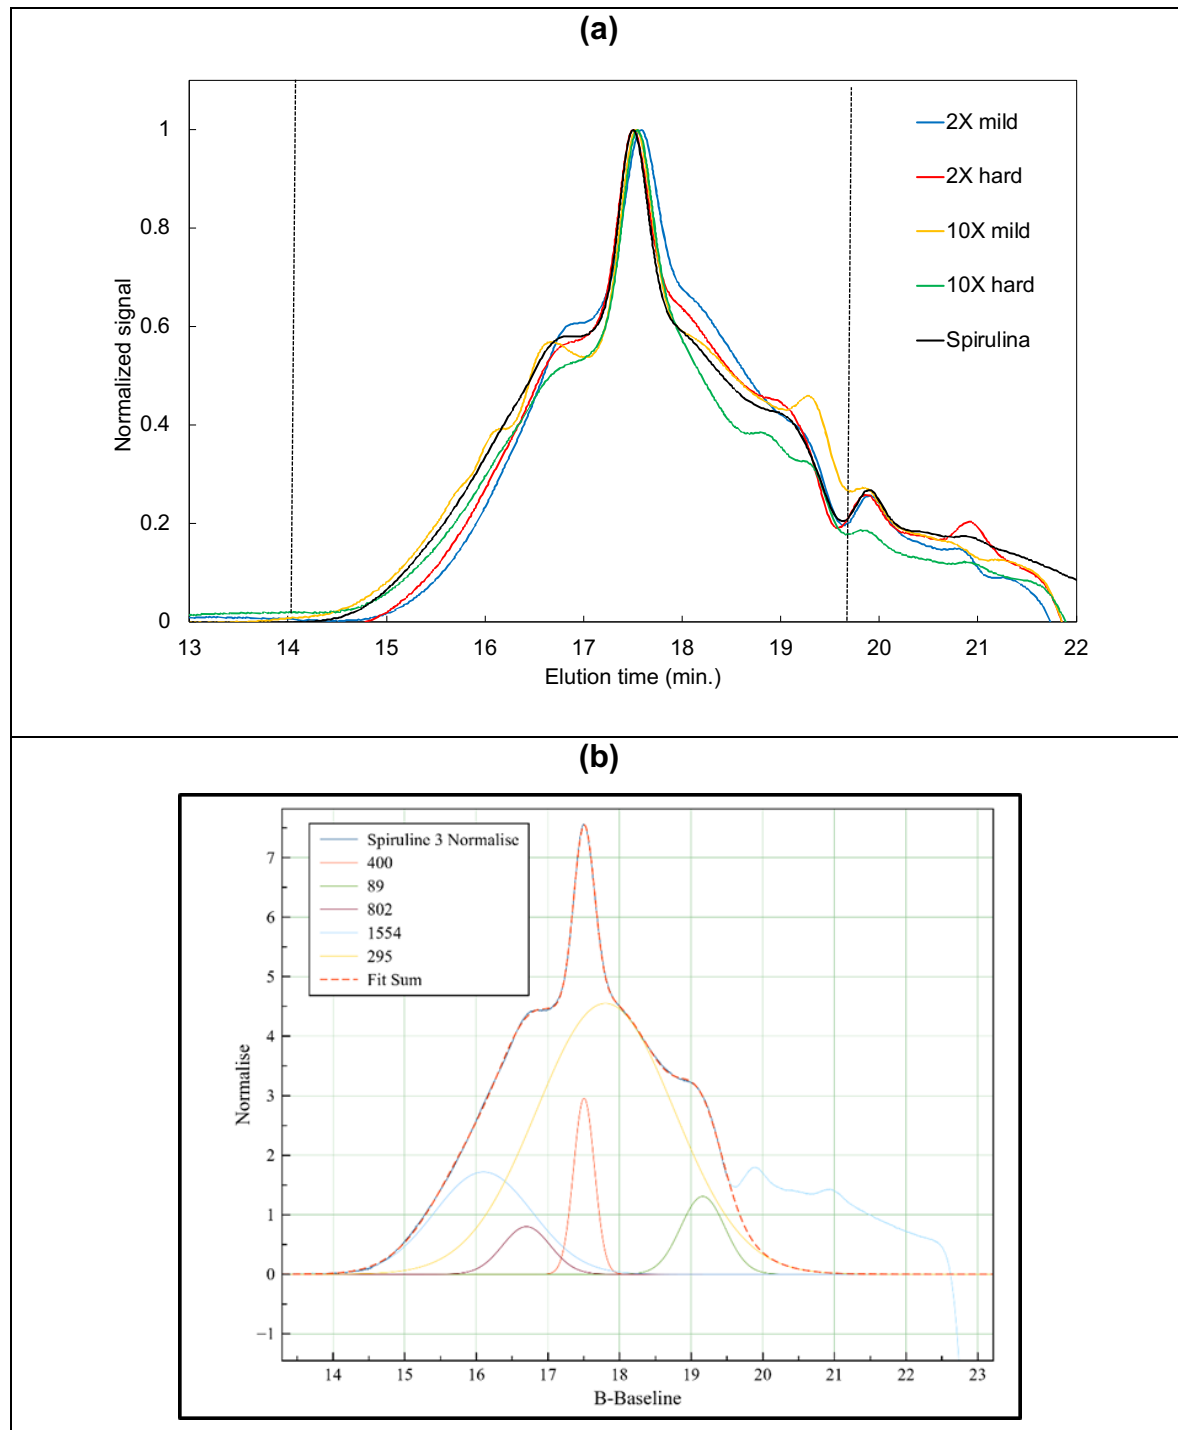 (a)
2X mild
2X hard
10X mild
10X hard
Spirulina
1
0.8
0.6
0.4
0.2
0
Normalized signal
13 14 15 16 17 18 19 20 21 22
Elution time (min.)
(b)
Spiruline 3 Normalise
400
89
802
1554
295
Fit Sum
7
6
5
4
3
2
1
0
−1
Normalise
14 15 16 17 18 19 20 21 22 23
B-Baseline